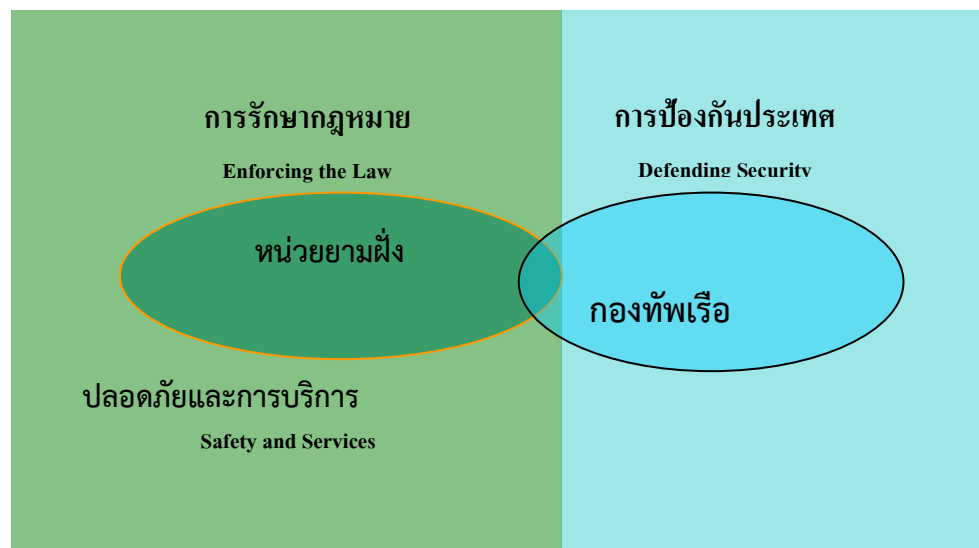 การรักษากฎหมาย
Enforcing the Law
การป้องกันประเทศ
Defending Security
หน่วยยามฝั่ง
กองทัพเรือ
ปลอดภัยและการบริการ
Safety and Services